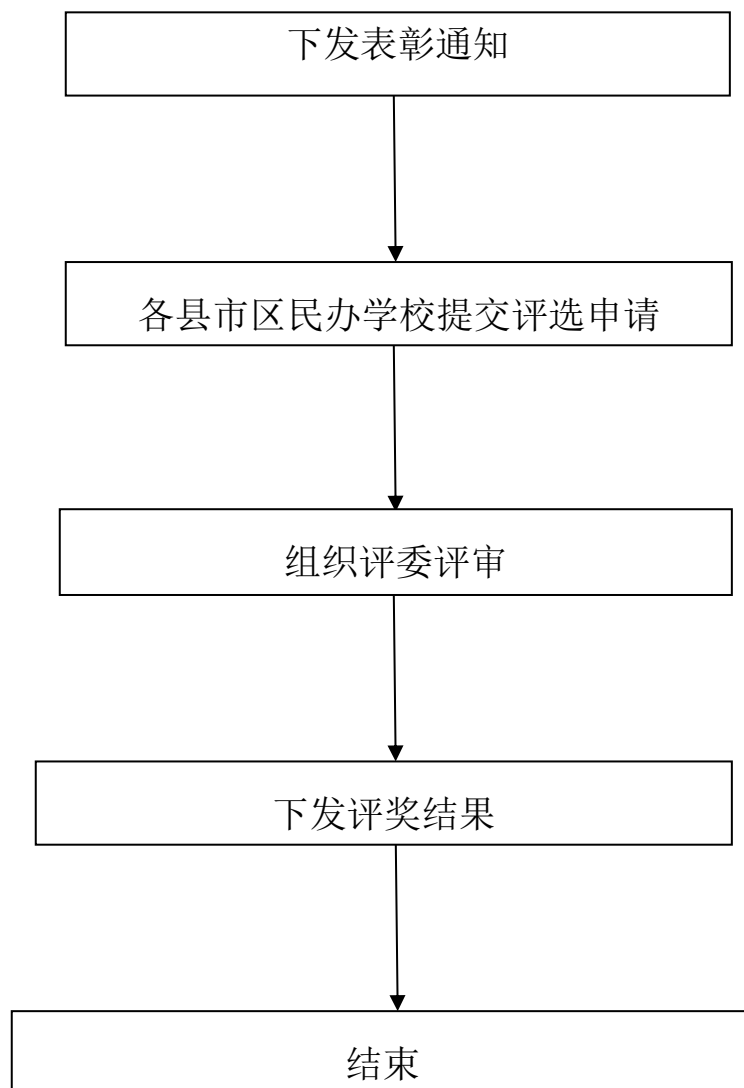 下发表彰通知
各县市区民办学校提交评选申请
组织评委评审
下发评奖结果
结束